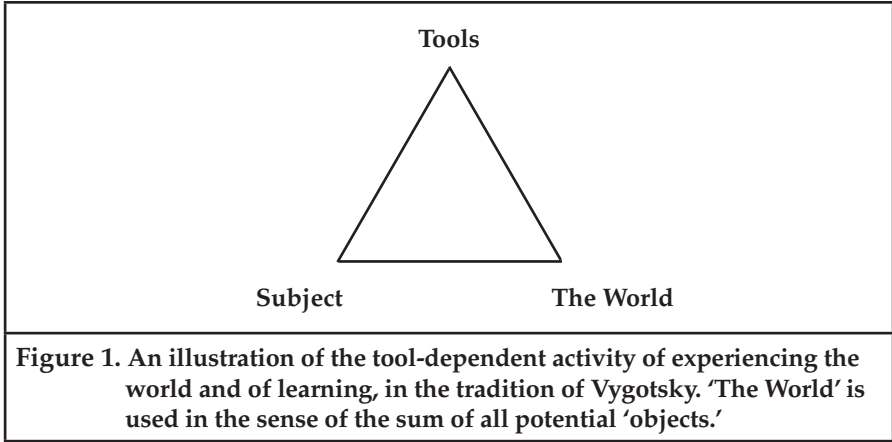 Tools
Subject The World
Figure 1. An illustration of the tool-dependent activity of experiencing the
world and of learning, in the tradition of Vygotsky. ‘The World’ is
used in the sense of the sum of all potential ‘objects.’